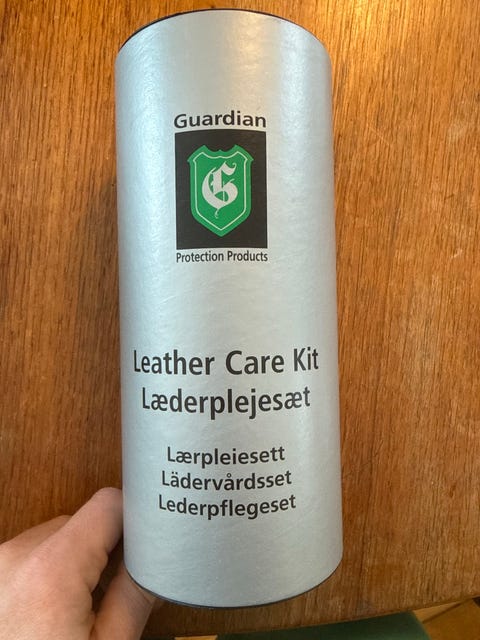 Guardian
G
Protection Products
Leather Care Kit
Læderplejesæt
Lærpleiesett
Lädervårdsset
Lederpflegeset